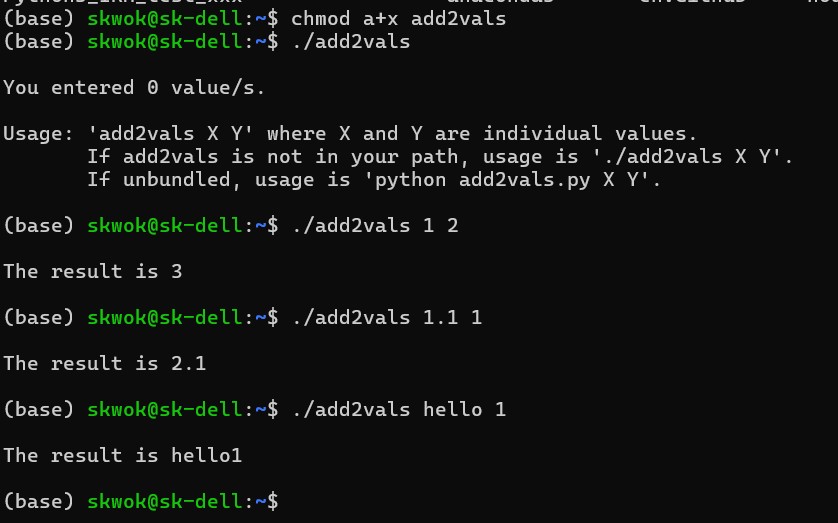 (base) skwok@sk-dell:~$ chmod a+x add2vals
(base) skwok@sk-dell:~$ ./add2vals
You entered 0 value/s.
Usage: 'add2vals X Y' where X and Y are individual values.
If add2vals is not in your path, usage is './add2vals X Y'.
If unbundled, usage is 'python add2vals.py X Y'.
(base) skwok@sk-dell:~$ ./add2vals 1 2
The result is 3
(base) skwok@sk-dell:~$ ./add2vals 1.1 1
The result is 2.1
(base) skwok@sk-dell:~$ ./add2vals hello 1
The result is hello1
(base) skwok@sk-dell:~$